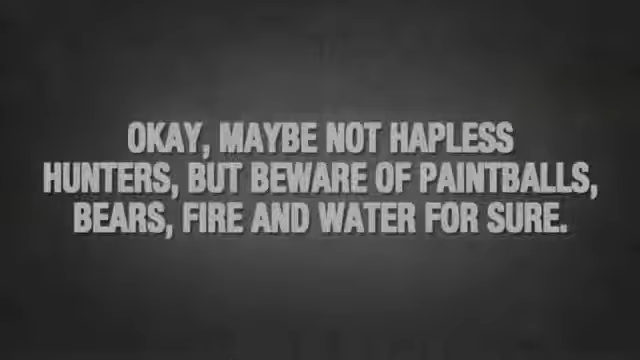 OKAY, MAYBE NOT HAPLESS
HUNTERS, BUT BEWARE OF PAINTBALLS,
BEARS, FIRE AND WATER FOR SURE.